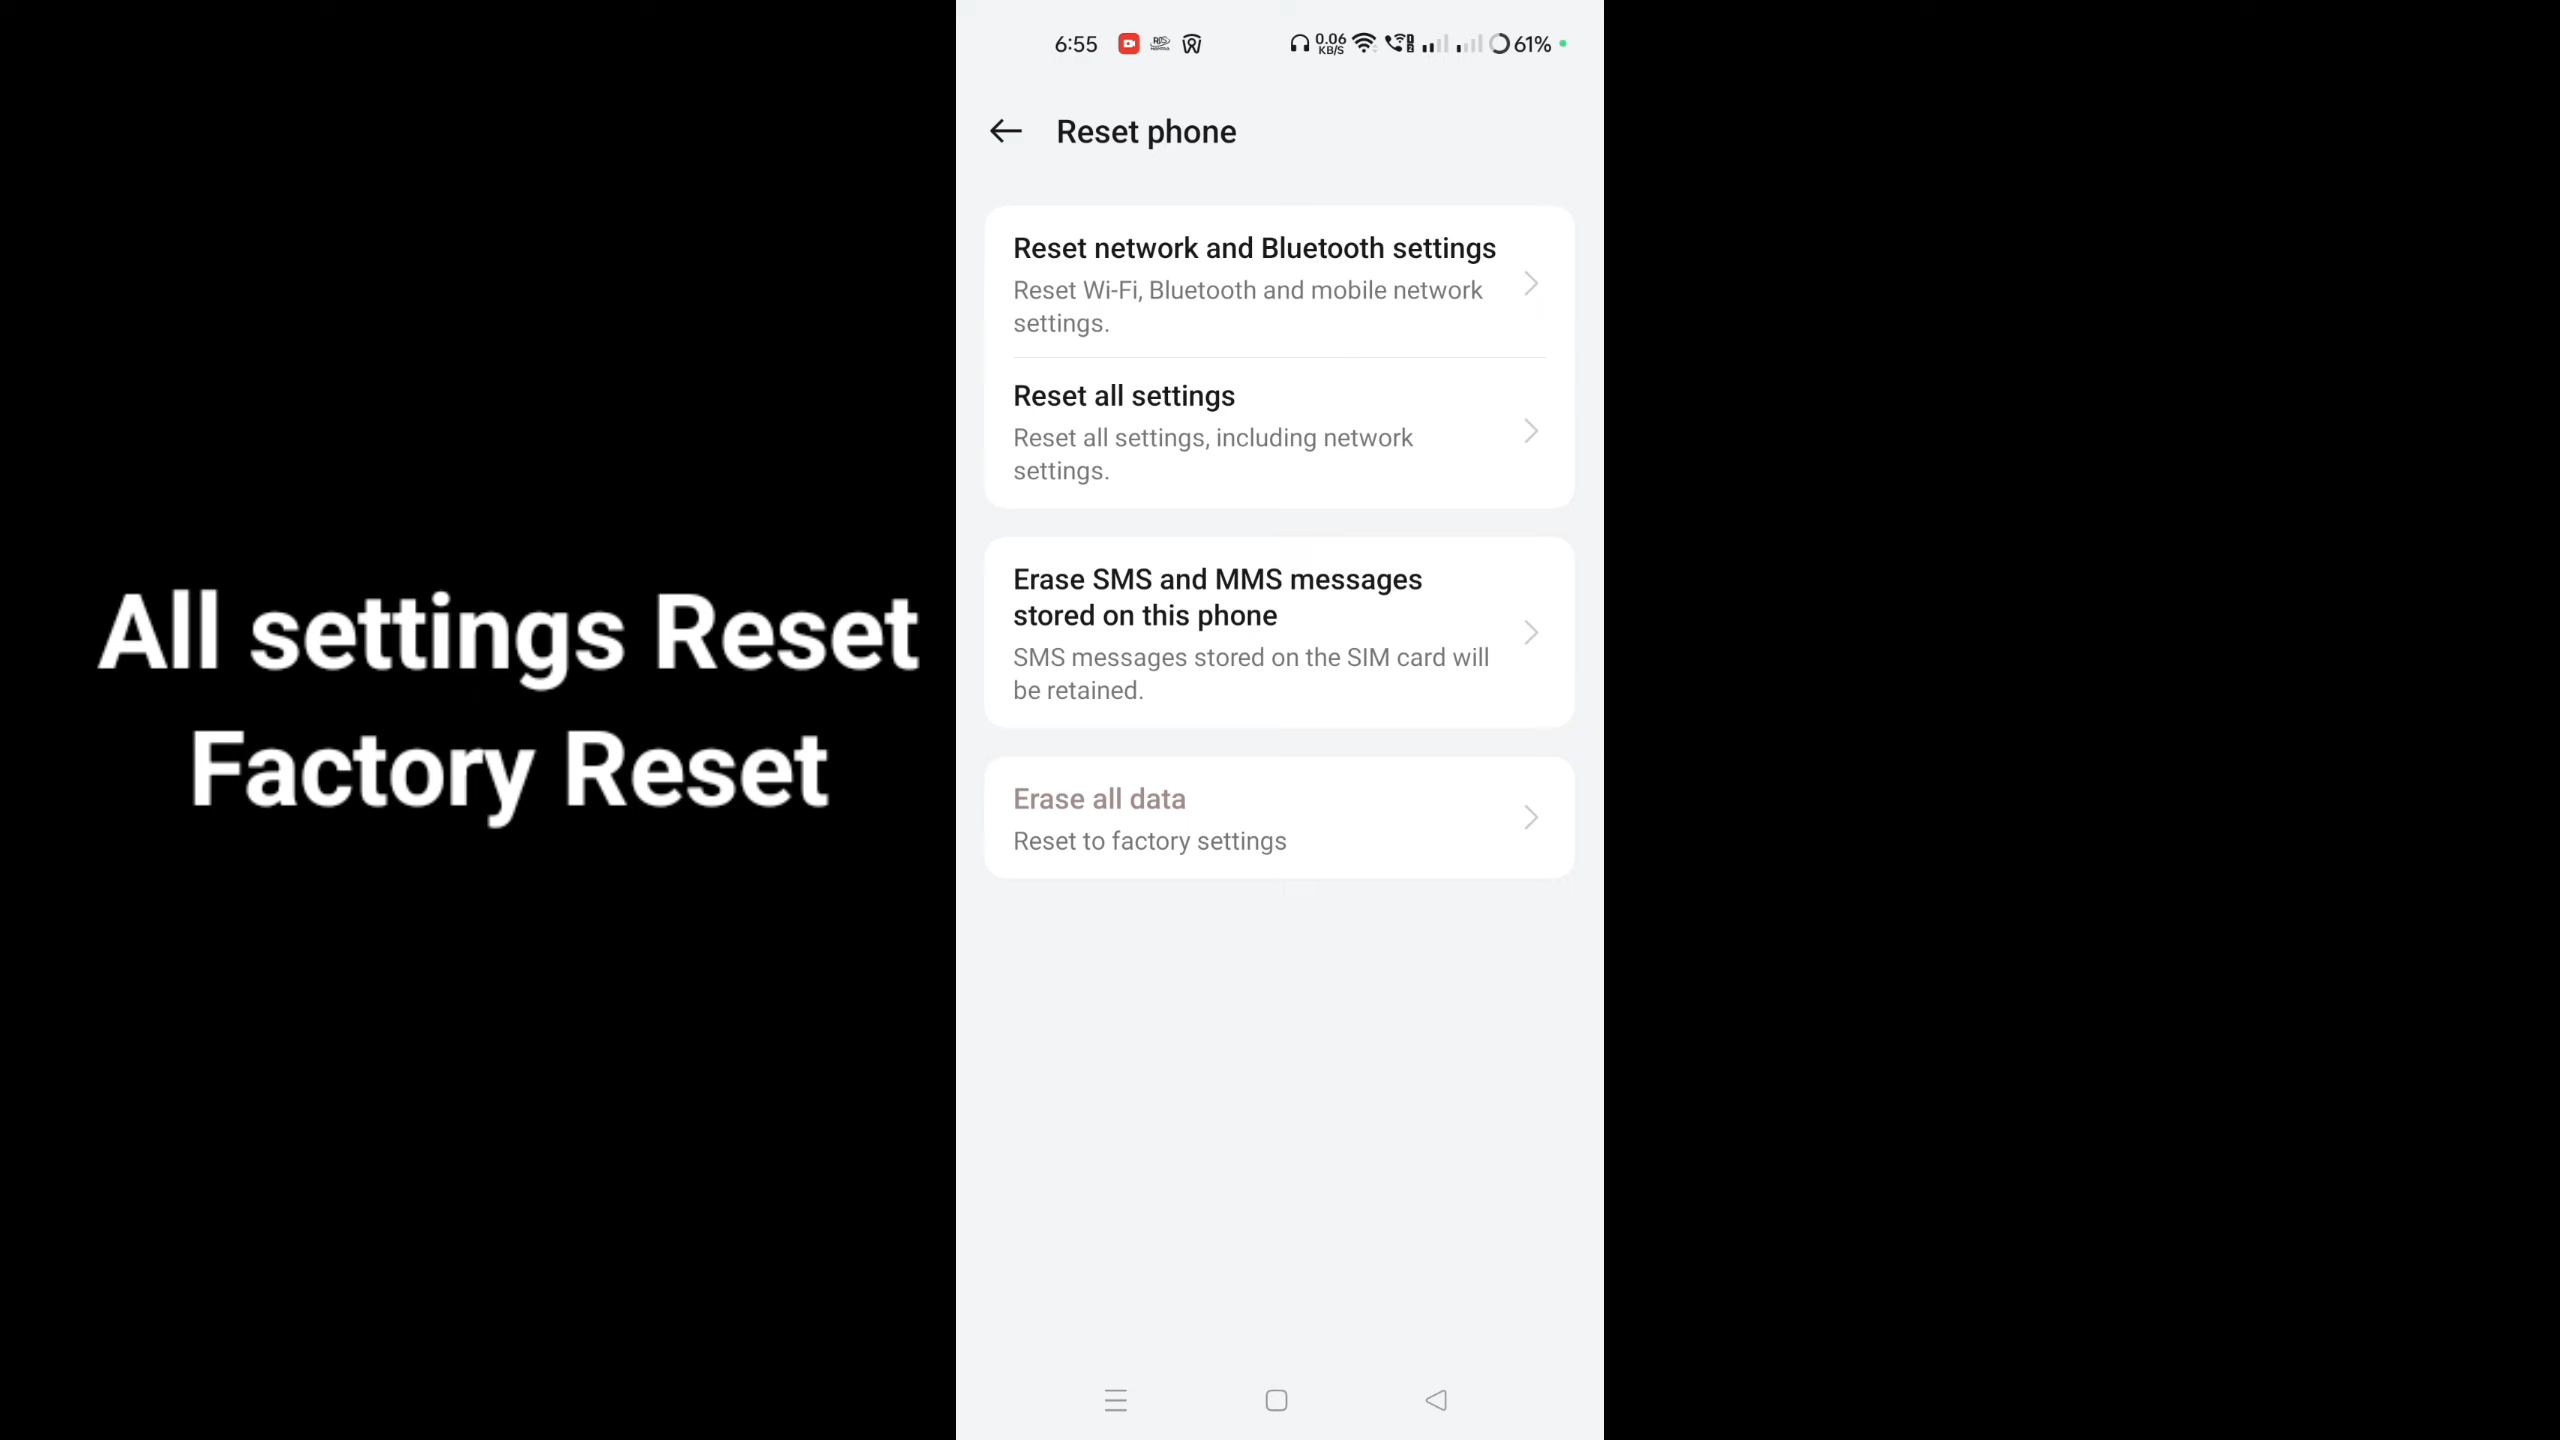 All settings Reset
Factory Reset
6:55
0.06
KB/S
61%
Reset phone
Reset network and Bluetooth settings
Reset Wi-Fi, Bluetooth and mobile network
settings.
Reset all settings
Reset all settings, including network
settings.
Erase SMS and MMS messages
stored on this phone
SMS messages stored on the SIM card will
be retained.
Erase all data
Reset to factory settings